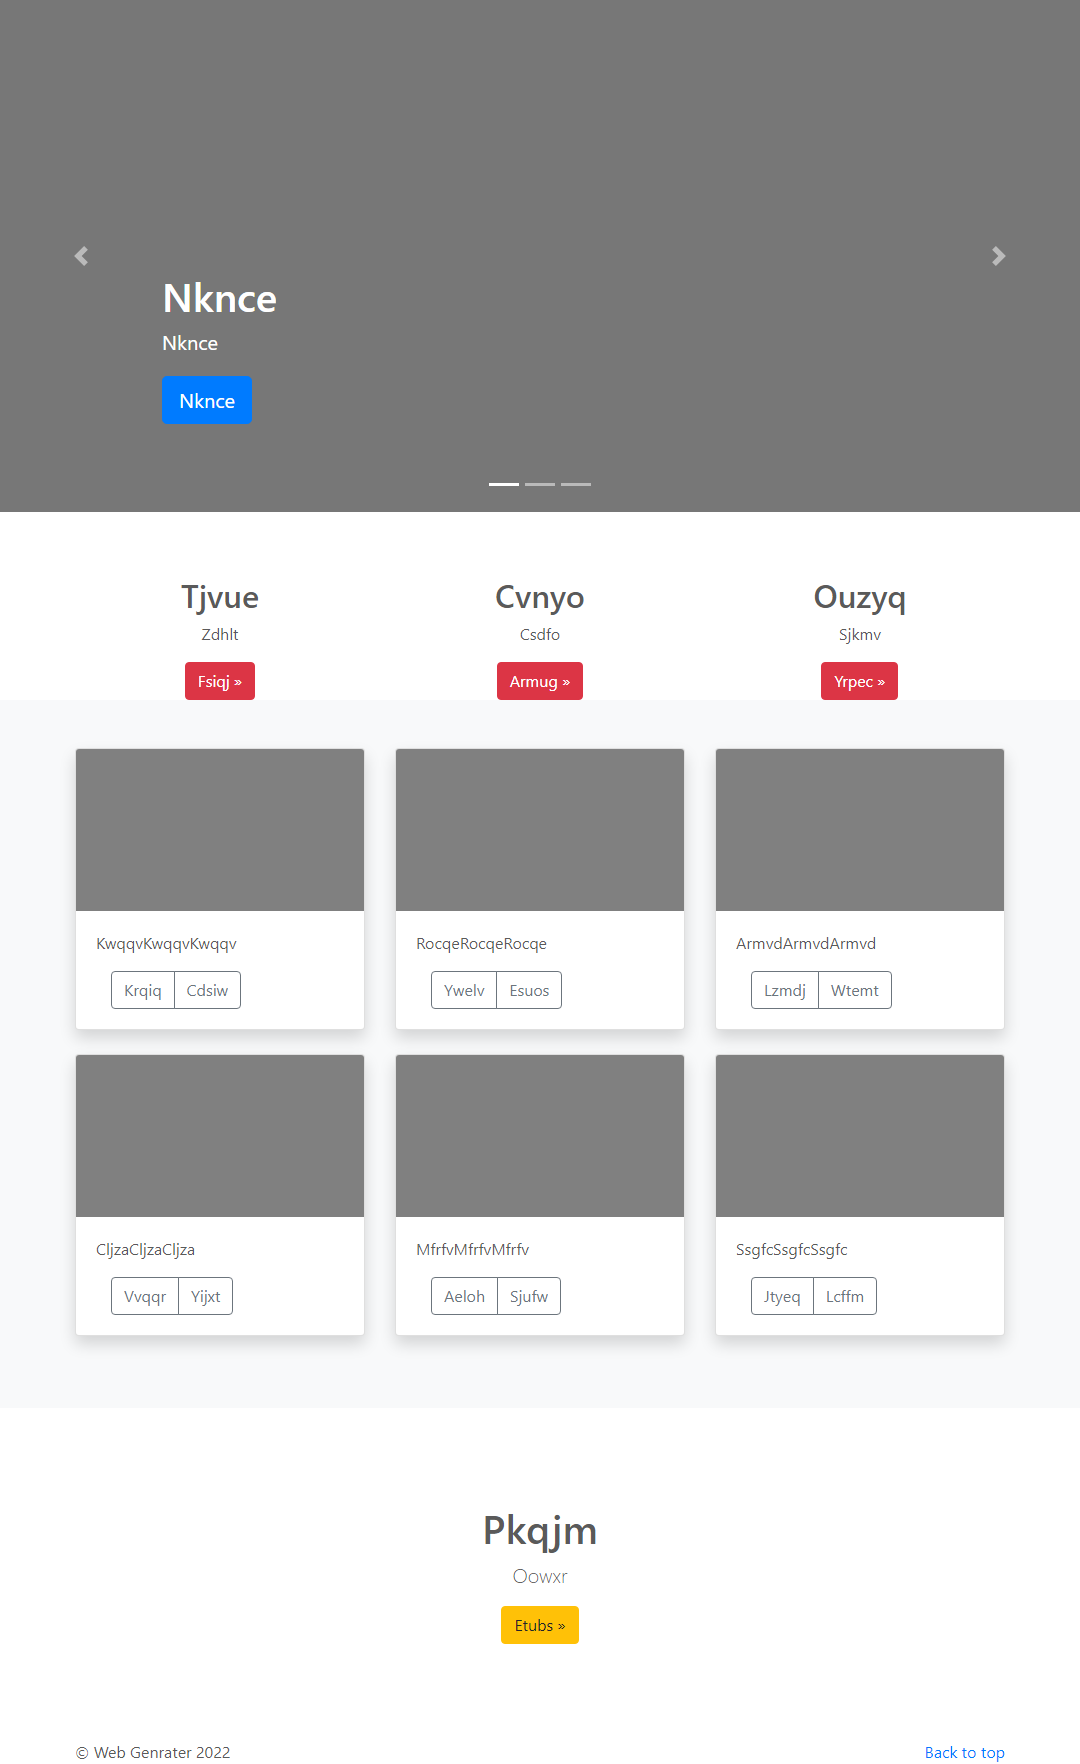 Nknce
Nknce
Nknce
Tjvue
Zdhlt
Fsiqj »
Cvnyo
Csdfo
Armug »
Ouzyq
Sjkmv
Yrpec »
KwqqvKwqqvKwqqv
Krqiq Cdsiw
RocqeRocqeRocqe
Ywelv Esuos
ArmvdArmvdArmvd
Lzmdj Wtemt
CljzaCljzaCljza
Vvqqr Yijxt
MfrfvMfrfvMfrfv
Aeloh Sjufw
SsgfcSsgfcSsgfc
Jtyeq Lcffm
Pkqjm
Oowxr
Etubs »
© Web Genrater 2022
Back to top